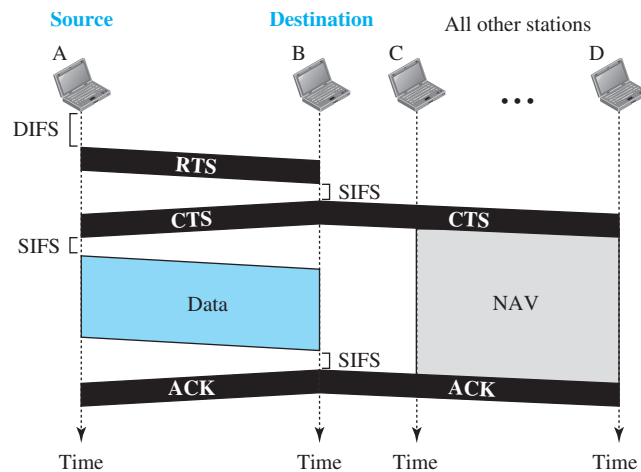 Source
Destination
All other stations
A
B
C
D
...
DIFS
RTS
SIFS
CTS
CTS
SIFS
Data
NAV
SIFS
ACK
ACK
Time
Time
Time
Time